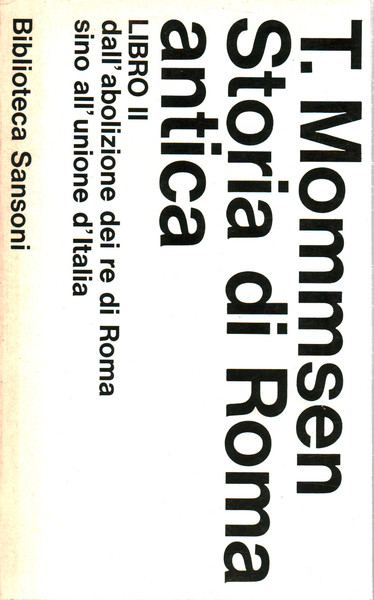 T. Mommsen
Storia di Roma
antica
LIBRO II
dall'abolizione dei re di Roma
sino all'unione d'Italia
Biblioteca Sansoni